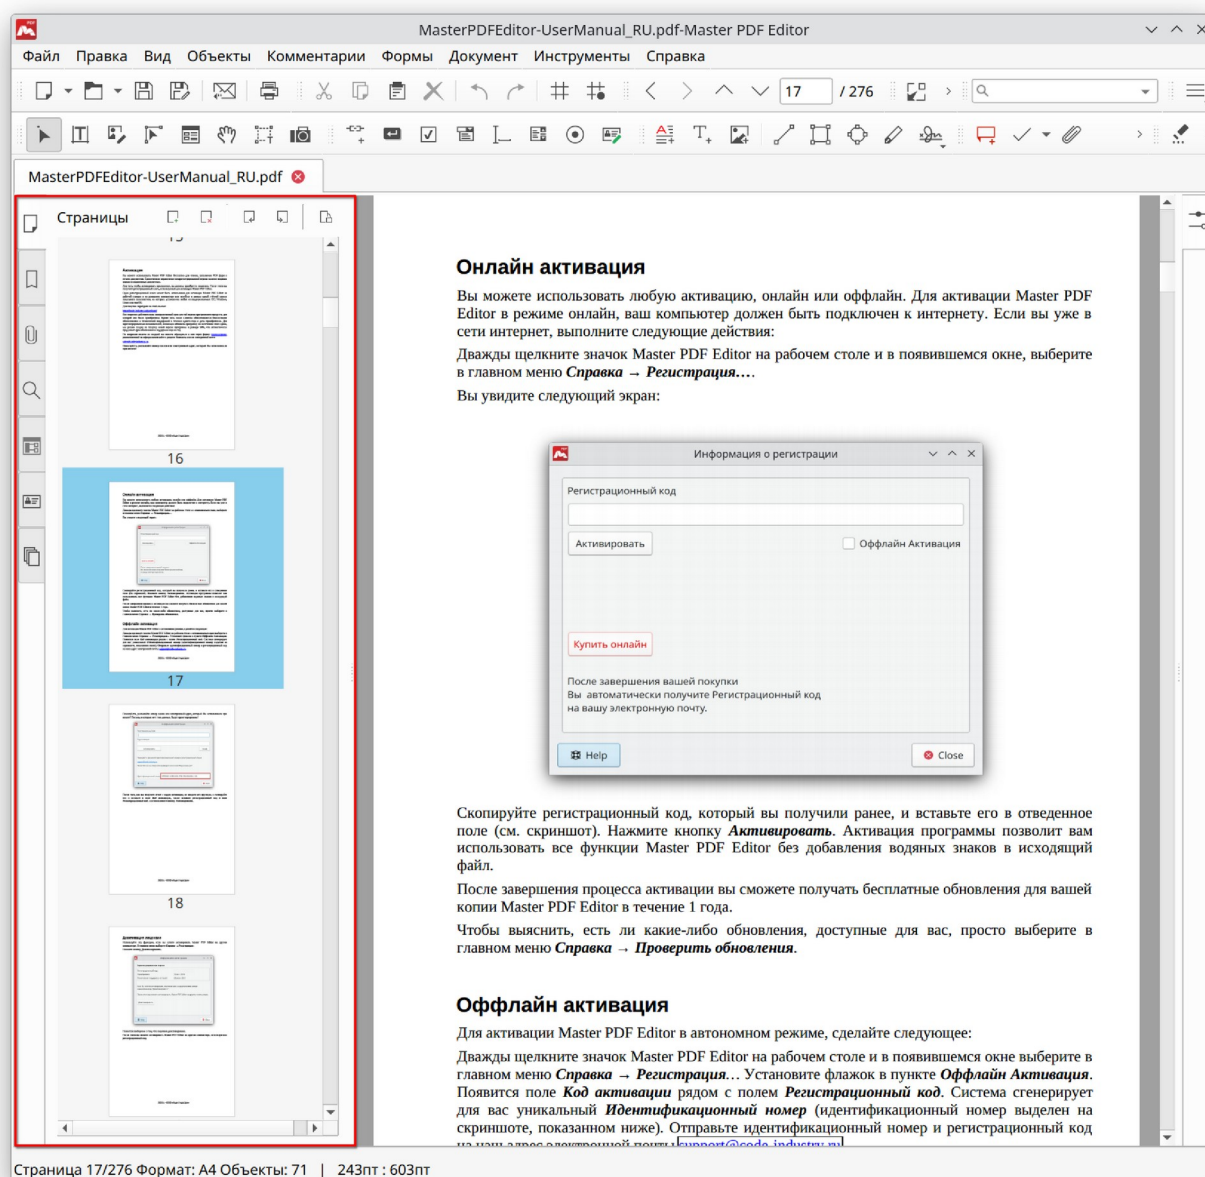 MasterPDFEditor-UserManual_RU.pdf-Master PDF Editor
Файл Правка Вид Объекты Комментарии Формы Документ Инструменты Справка
17 / 276
MasterPDFEditor-UserManual_RU.pdf
Страницы
16
17
18
Онлайн активация
Вы можете использовать любую активацию, онлайн или оффлайн. Для активации Master PDF
Editor в режиме онлайн, ваш компьютер должен быть подключен к интернету. Если вы уже в
сети интернет, выполните следующие действия:
Дважды щелкните значок Master PDF Editor на рабочем столе и в появившемся окне, выберите
в главном меню Справка → Регистрация….
Вы увидите следующий экран:
Информация о регистрации
Регистрационный код
Активировать
Оффлайн Активация
Купить онлайн
После завершения вашей покупки
Вы автоматически получите Регистрационный код
на вашу электронную почту.
Help
Close
Скопируйте регистрационный код, который вы получили ранее, и вставьте его в отведенное
поле (см. скриншот). Нажмите кнопку Активировать. Активация программы позволит вам
использовать все функции Master PDF Editor без добавления водяных знаков в исходящий
файл.
После завершения процесса активации вы сможете получать бесплатные обновления для вашей
копии Master PDF Editor в течение 1 года.
Чтобы выяснить, есть ли какие-либо обновления, доступные для вас, просто выберите в
главном меню Справка → Проверить обновления.
Оффлайн активация
Для активации Master PDF Editor в автономном режиме, сделайте следующее:
Дважды щелкните значок Master PDF Editor на рабочем столе и в появившемся окне выберите в
главном меню Справка → Регистрация… Установите флажок в пункте Оффлайн Активация.
Появится поле Код активации рядом с полем Регистрационный код. Система сгенерирует
для вас уникальный Идентификационный номер (идентификационный номер выделен на
скриншоте, показанном ниже). Отправьте идентификационный номер и регистрационный код
на наш адрес электронной почты support@code-industry.ru
Страница 17/276 Формат: A4 Объекты: 71 | 243пт : 603пт